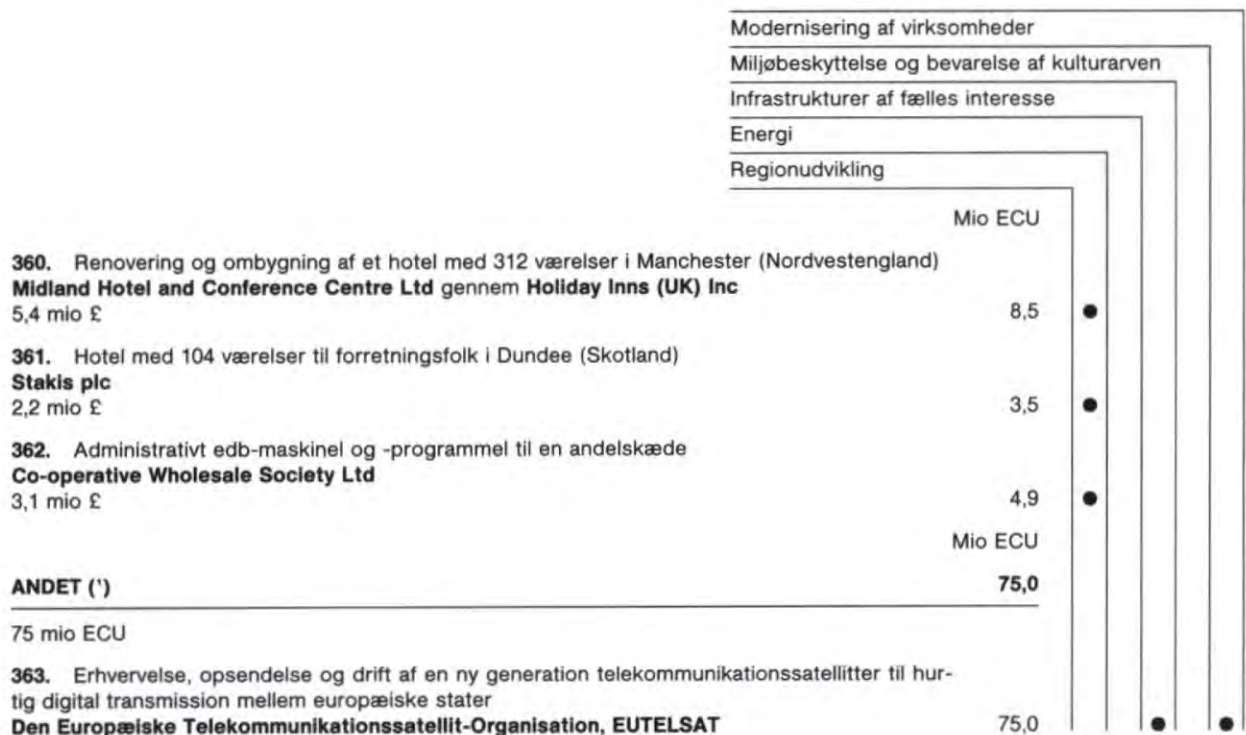 Modernisering af virksomheder
Miljøbeskyttelse og bevarelse af kulturarven
Infrastrukturer af fælles interesse
Energi
Regionudvikling
Mio ECU
360. Renovering og ombygning af et hotel med 312 værelser i Manchester (Nordvestengland)
Midland Hotel and Conference Centre Ltd gennem Holiday Inns (UK) Inc
5,4 mio £ 8,5 ●
361. Hotel med 104 værelser til forretningsfolk i Dundee (Skotland)
Stakis plc
2,2 mio £ 3,5 ●
362. Administrativt edb-maskinel og -programmel til en andelskæde
Co-operative Wholesale Society Ltd
3,1 mio £ 4,9 ●
Mio ECU
ANDET (') 75,0
75 mio ECU
363. Erhvervelse, opsendelse og drift af en ny generation telekommunikationssatellitter til hur-
tig digital transmission mellem europæiske stater
Den Europæiske Telekommunikationssatellit-Organisation, EUTELSAT 75,0 ● ●